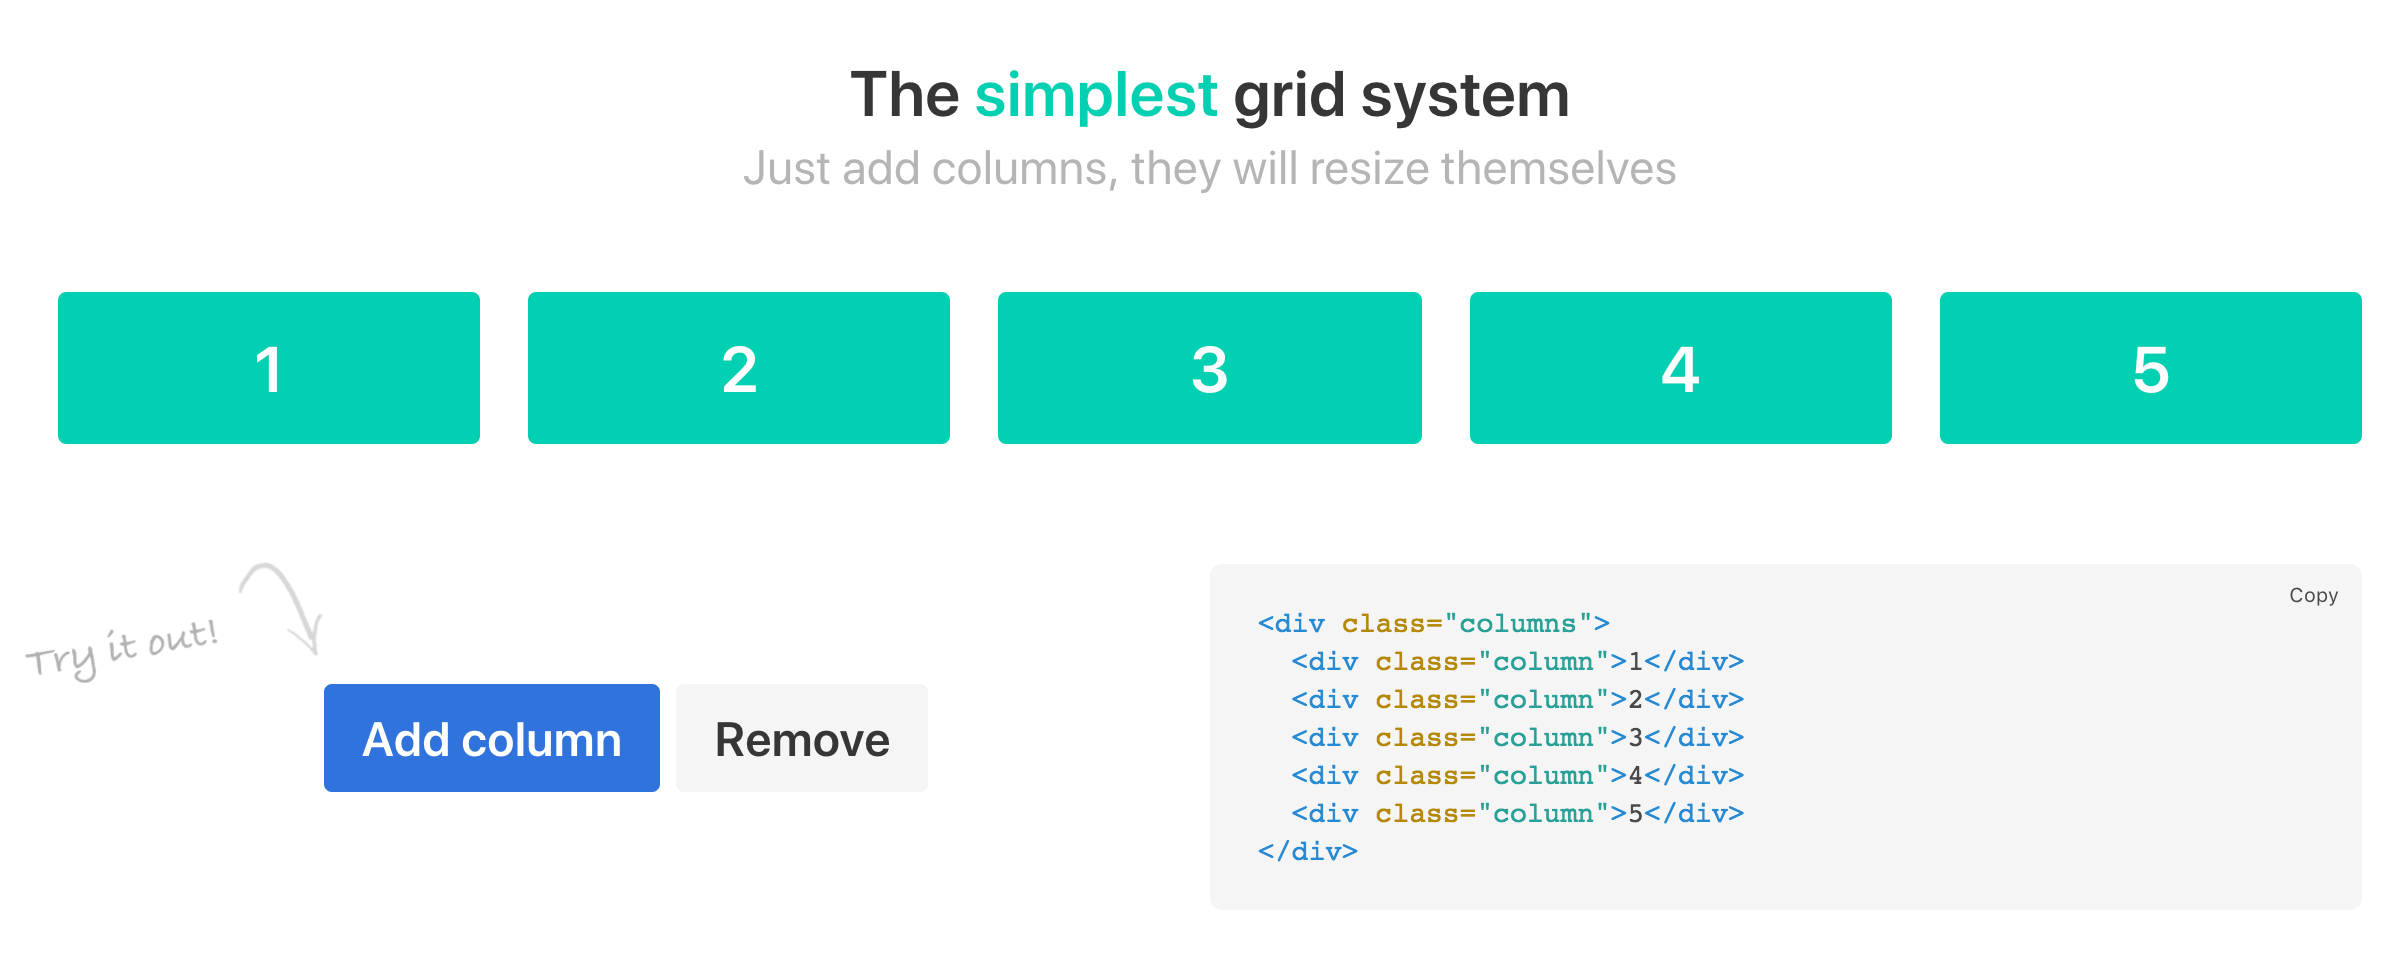 The simplest grid system
Just add columns, they will resize themselves
1 2 3 4 5
Try it out!
Add column Remove
Copy
<div class="columns">
  <div class="column">1</div>
  <div class="column">2</div>
  <div class="column">3</div>
  <div class="column">4</div>
  <div class="column">5</div>
</div>